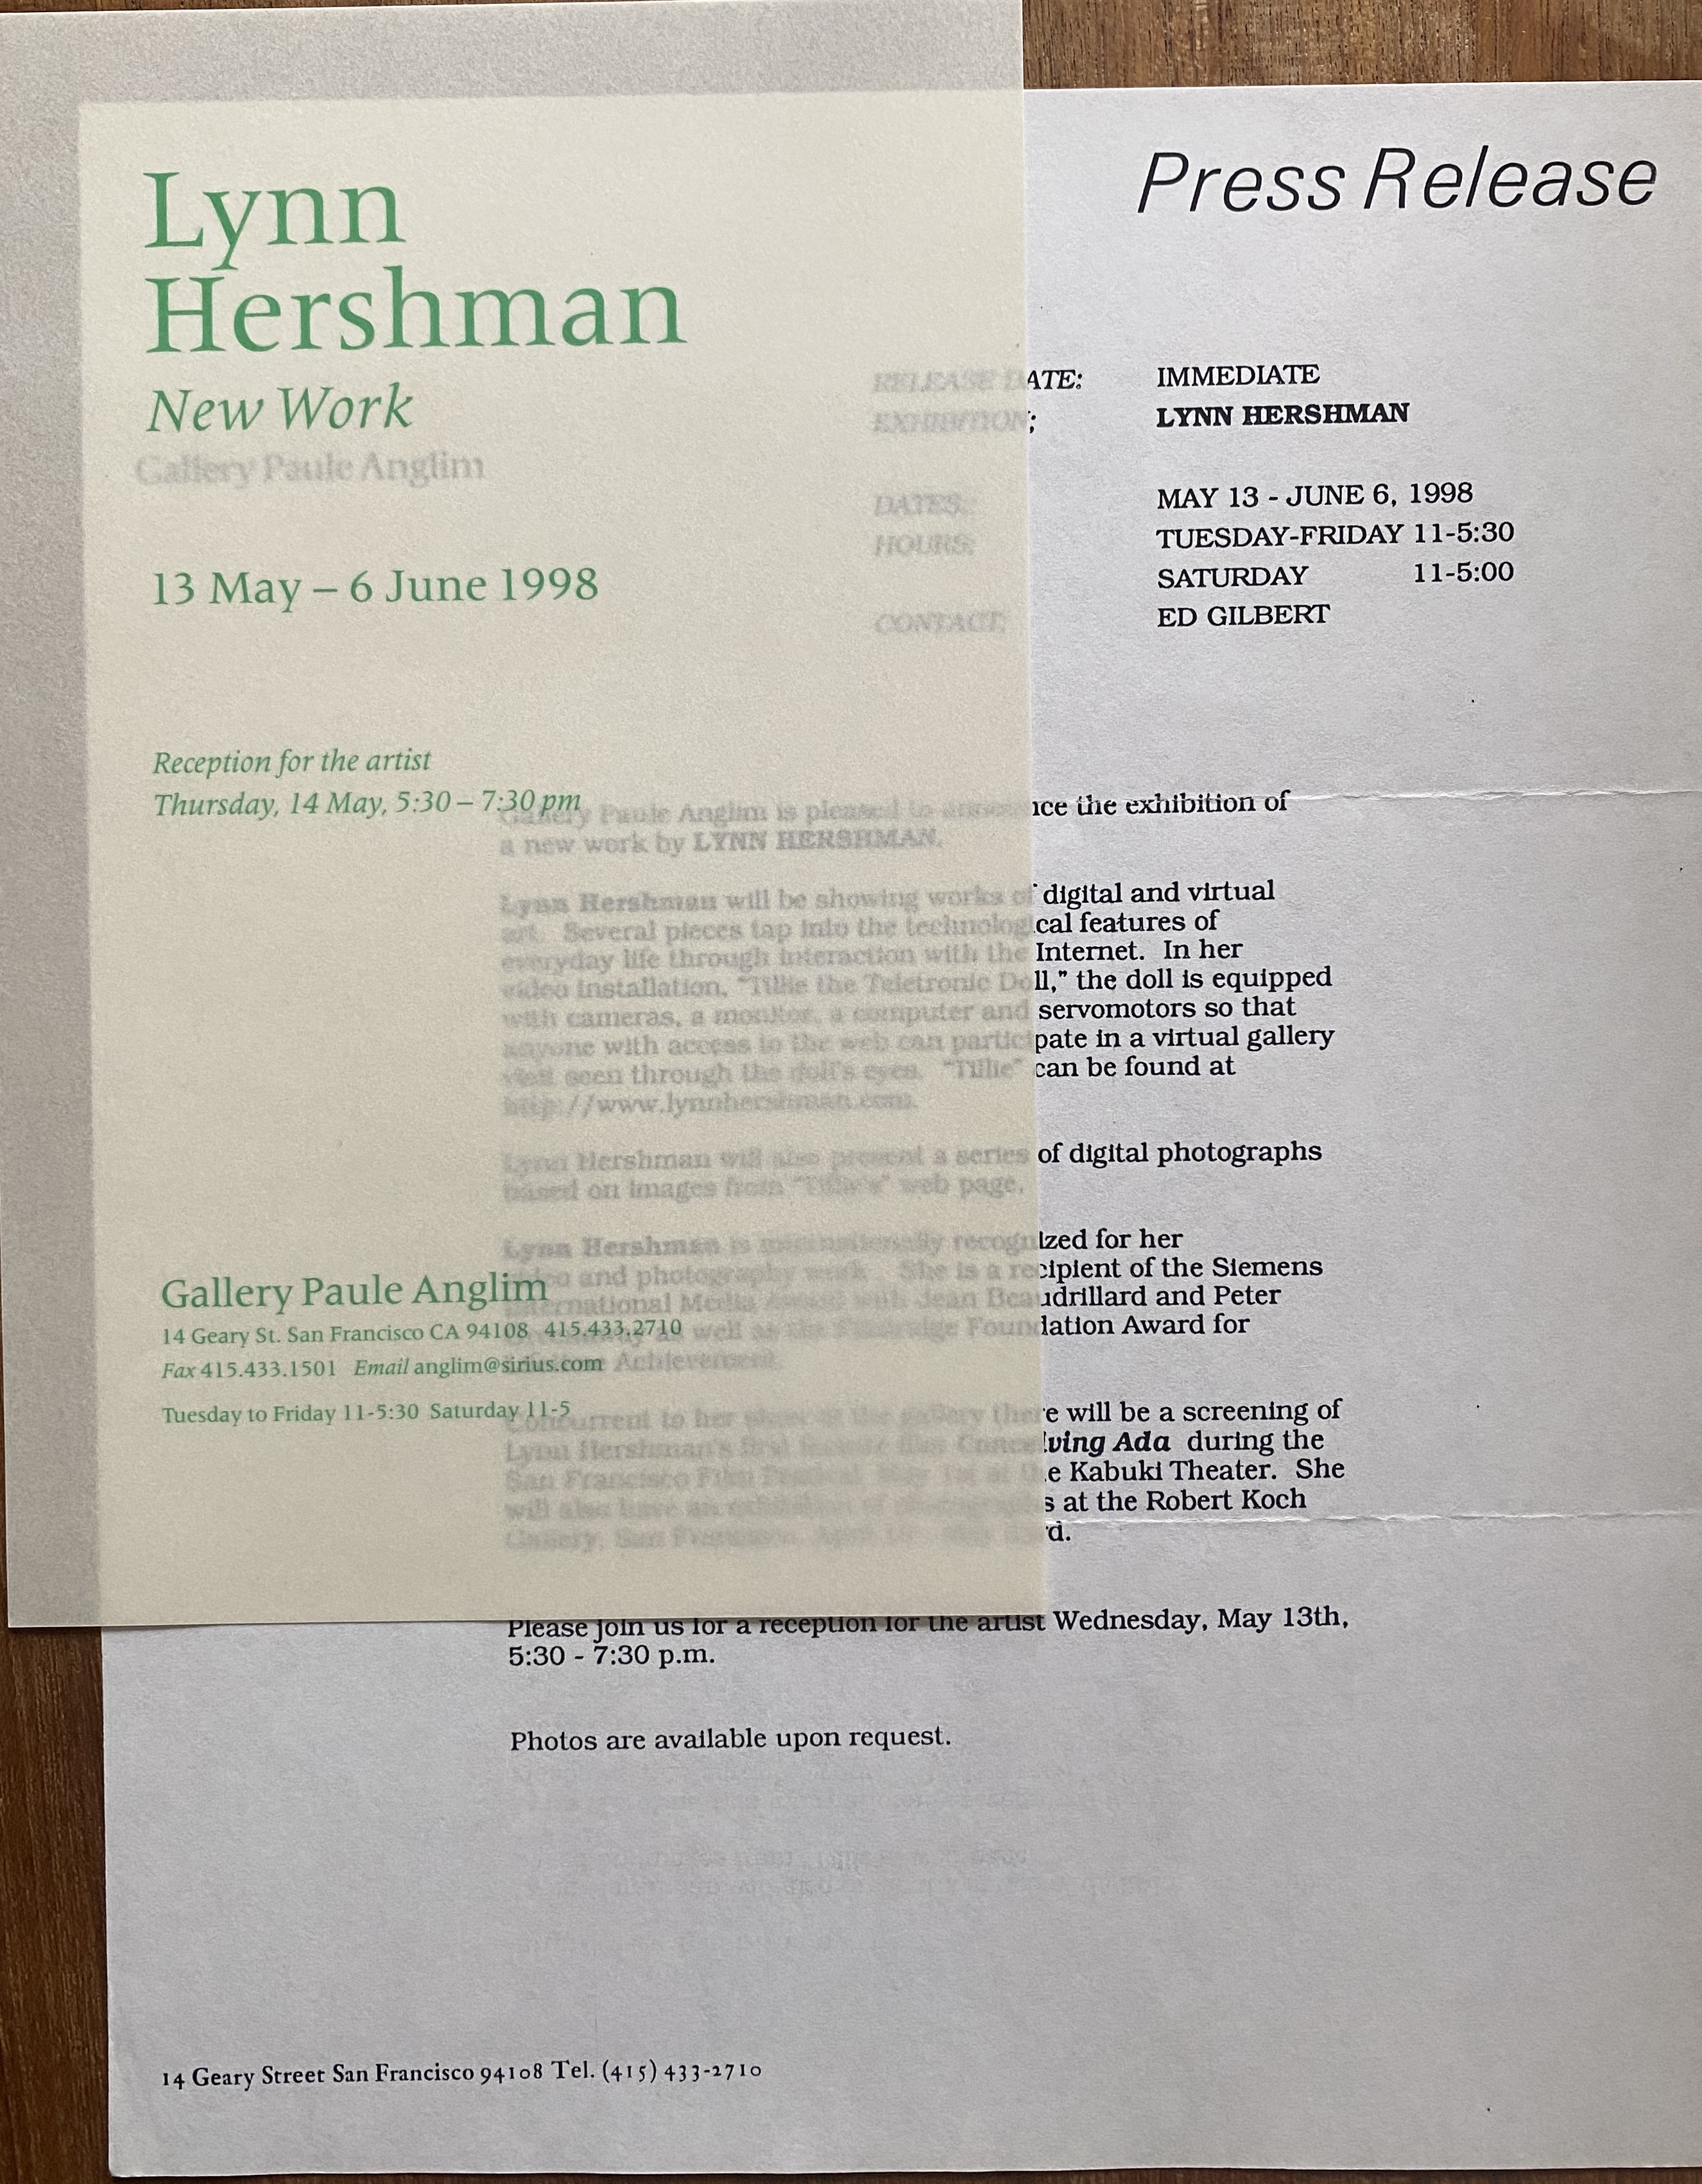 Lynn
Hershman
New Work
13 May – 6 June 1998
Reception for the artist
Thursday, 14 May, 5:30 – 7:30 pm
Gallery Paule Anglim
14 Geary St. San Francisco CA 94108 415.433.2710
Fax 415.433.1501 Email anglim@sirius.com
Tuesday to Friday 11-5:30 Saturday 11-5
Press Release
Gallery Paule Anglim
RELEASE DATE: IMMEDIATE
EXHIBITION: LYNN HERSHMAN
DATES: MAY 13 - JUNE 6, 1998
HOURS: TUESDAY-FRIDAY 11-5:30
SATURDAY 11-5:00
CONTACT: ED GILBERT
Gallery Paule Anglim is pleased to announce the exhibition of
a new work by LYNN HERSHMAN.
Lynn Hershman will be showing works of digital and virtual
art. Several pieces tap into the technological features of
everyday life through interaction with the Internet. In her
video installation, "Tillie the Teletronic Doll," the doll is equipped
with cameras, a monitor, a computer and servomotors so that
anyone with access to the web can participate in a virtual gallery
visit seen through the doll's eyes. "Tillie" can be found at
http://www.lynnhershman.com.
Lynn Hershman will also present a series of digital photographs
based on images from "Tillie's" web page.
Lynn Hershman is internationally recognized for her
and photography work. She is a recipient of the Siemens
International Media Award with Jean Beaudrillard and Peter
as well as the Foundation Award for
Achievement.
Concurrent to her show at the gallery there will be a screening of
Lynn Hershman's first feature film Conceiving Ada during the
San Francisco Film Festival, May 1st at the Kabuki Theater. She
will also have an exhibition of photographs at the Robert Koch
Gallery, San Francisco, April
Please join us for a reception for the artist Wednesday, May 13th,
5:30 - 7:30 p.m.
Photos are available upon request.
14 Geary Street San Francisco 94108 Tel. (415) 433-2710